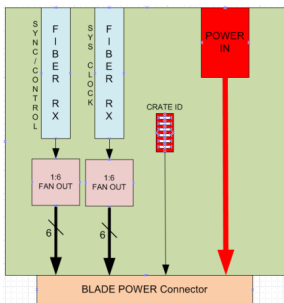 SYNC/CONTROL
FIBER RX
SYS CLOCK
FIBER RX
POWER
IN
CRATE ID
1:6
FAN OUT
1:6
FAN OUT
6
6
BLADE POWER Connector